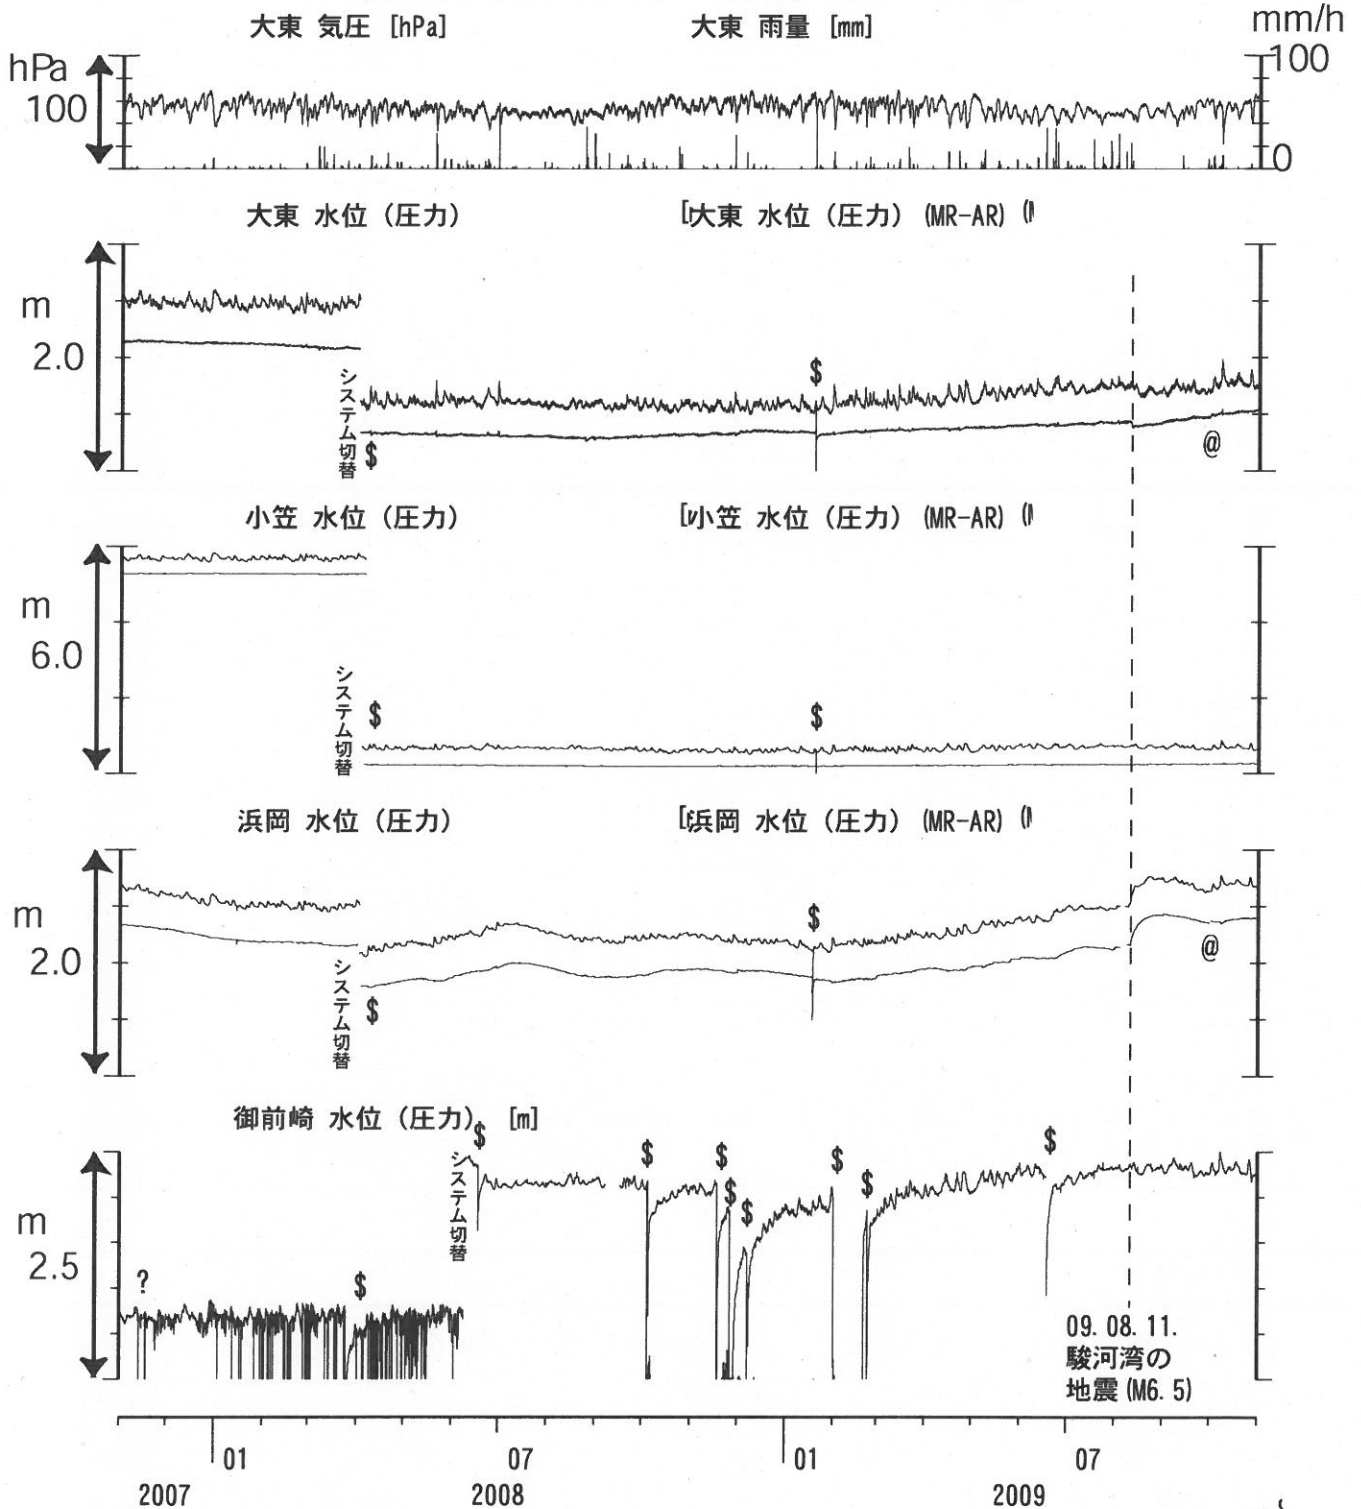 大東 気圧 [hPa] 大東 雨量 [mm]
mm/h
hPa
100
100
0
大東 水位（圧力） [大東 水位（圧力）(MR-AR) (
m
2.0
システム切替
$
$
@
小笠 水位（圧力） [小笠 水位（圧力）(MR-AR) (
m
6.0
システム切替
$
$
浜岡 水位（圧力） [浜岡 水位（圧力）(MR-AR) (
m
2.0
システム切替
$
$
@
御前崎 水位（圧力） [m]
m
2.5
?
$
システム切替
$
$
$
$
$
$
$
$
09. 08. 11.
駿河湾の
地震(M6. 5)
01 07 01 07
2007 2008 2009